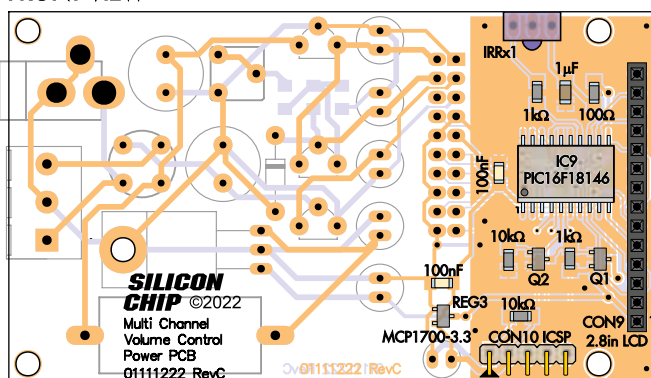 IRRx1
1µF
1kΩ
100Ω
IC9
PIC16F18146
100nF
10kΩ
1kΩ
Q2
Q1
100nF
REG3
10kΩ
MCP1700-3.3
CON9
2.8in LCD
CON10 ICSP
SILICON
CHIP ©2022
Multi Channel
Volume Control
Power PCB
01111222 RevC
01111222 RevC